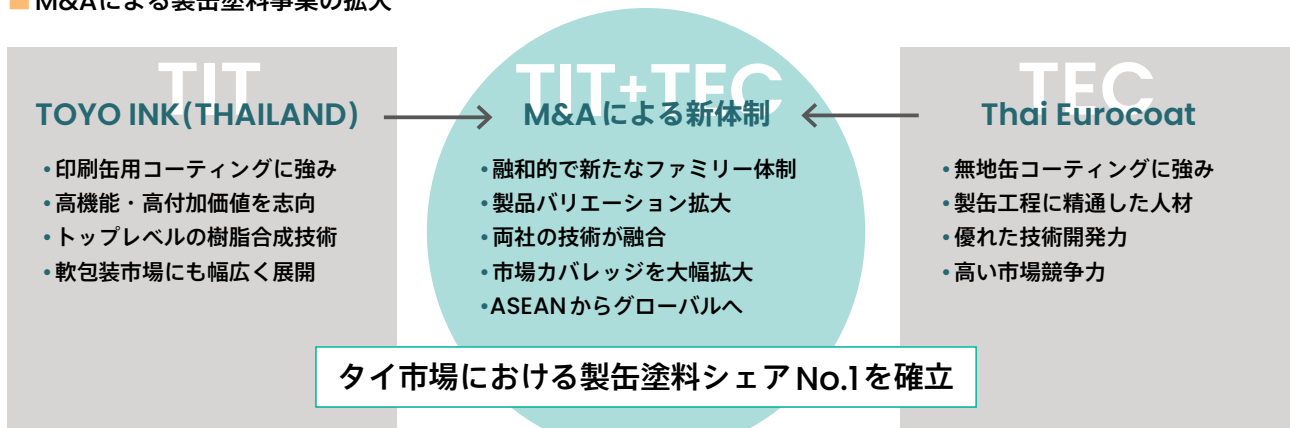 ■ M&Aによる製缶塗料事業の拡大
TIT
TOYO INK(THAILAND)
•印刷缶用コーティングに強み
•高機能・高付加価値を志向
•トップレベルの樹脂合成技術
•軟包装市場にも幅広く展開
TIT+TEC
M&Aによる新体制
•融和的で新たなファミリー体制
•製品バリエーション拡大
•両社の技術が融合
•市場カバレッジを大幅拡大
•ASEANからグローバルへ
TEC
Thai Eurocoat
•無地缶コーティングに強み
•製缶工程に精通した人材
•優れた技術開発力
•高い市場競争力
タイ市場における製缶塗料シェアNo.1を確立